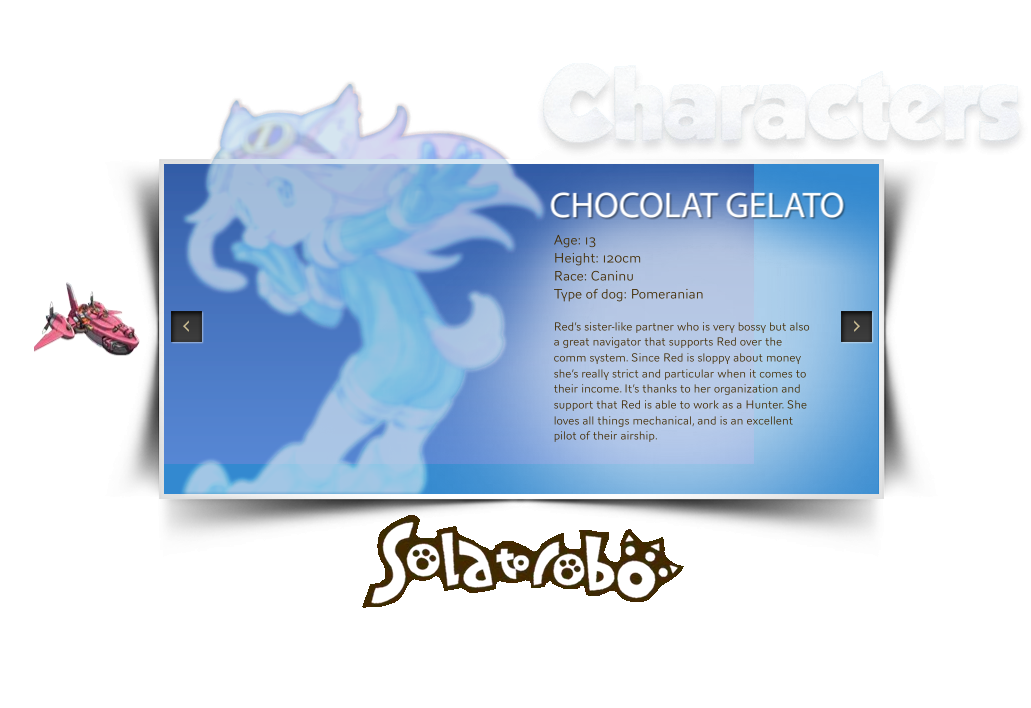 Characters
CHOCOLAT GELATO
Age: 13
Height: 120cm
Race: Caninu
Type of dog: Pomeranian
Red's sister-like partner who is very bossy but also
a great navigator that supports Red over the
comm system. Since Red is sloppy about money
she's really strict and particular when it comes to
their income. It's thanks to her organization and
support that Red is able to work as a Hunter. She
loves all things mechanical, and is an excellent
pilot of their airship.
Solatorobo